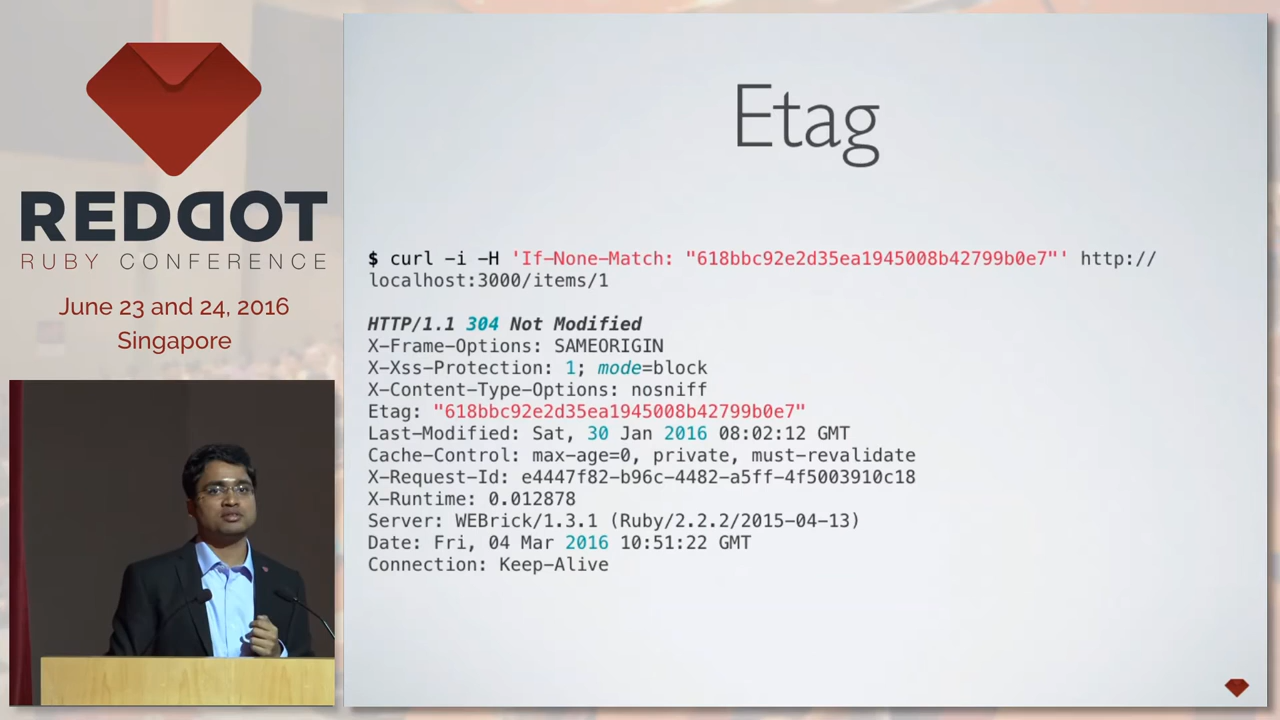 REDDOT
RUBY CONFERENCE
June 23 and 24, 2016
Singapore
Etag
$ curl -i -H 'If-None-Match: "618bbc92e2d35ea1945008b42799b0e7"' http://
localhost:3000/items/1
HTTP/1.1 304 Not Modified
X-Frame-Options: SAMEORIGIN
X-Xss-Protection: 1; mode=block
X-Content-Type-Options: nosniff
Etag: "618bbc92e2d35ea1945008b42799b0e7"
Last-Modified: Sat, 30 Jan 2016 08:02:12 GMT
Cache-Control: max-age=0, private, must-revalidate
X-Request-Id: e4447f82-b96c-4482-a5ff-4f5003910c18
X-Runtime: 0.012878
Server: WEBrick/1.3.1 (Ruby/2.2.2/2015-04-13)
Date: Fri, 04 Mar 2016 10:51:22 GMT
Connection: Keep-Alive